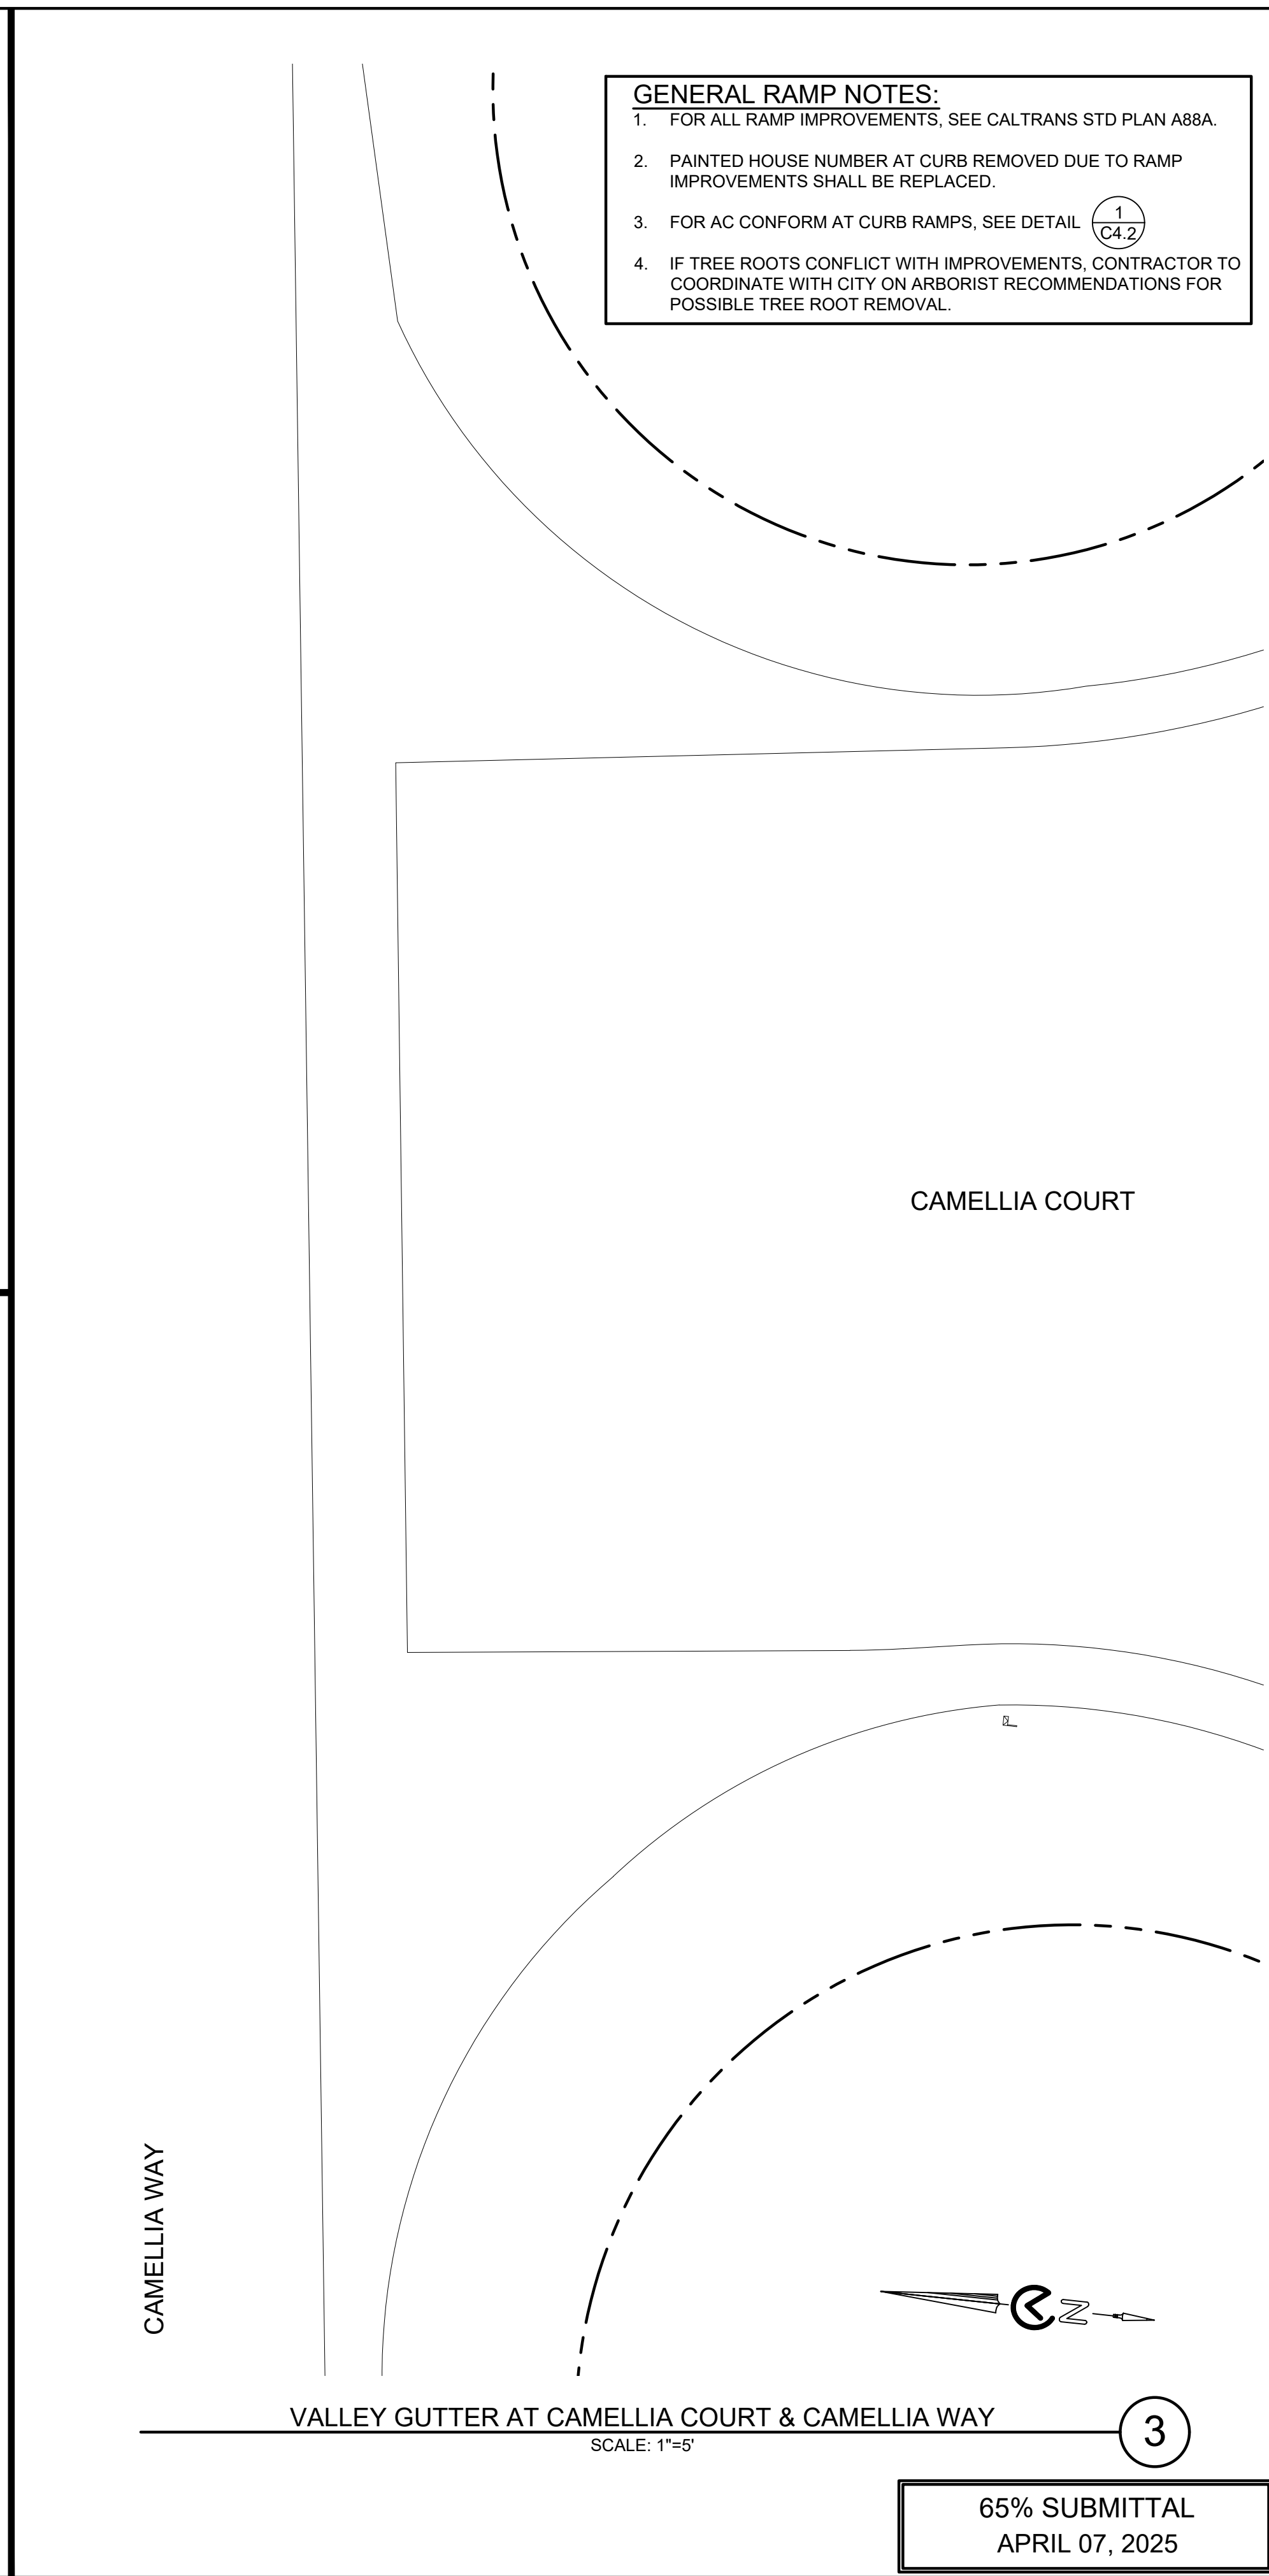 GENERAL RAMP NOTES:
1. FOR ALL RAMP IMPROVEMENTS, SEE CALTRANS STD PLAN A88A.
2. PAINTED HOUSE NUMBER AT CURB REMOVED DUE TO RAMP
IMPROVEMENTS SHALL BE REPLACED.
3. FOR AC CONFORM AT CURB RAMPS, SEE DETAIL 1
C4.2
4. IF TREE ROOTS CONFLICT WITH IMPROVEMENTS, CONTRACTOR TO
COORDINATE WITH CITY ON ARBORIST RECOMMENDATIONS FOR
POSSIBLE TREE ROOT REMOVAL.
CAMELLIA COURT
CAMELLIA WAY
N
VALLEY GUTTER AT CAMELLIA COURT & CAMELLIA WAY
3
SCALE: 1"=5'
65% SUBMITTAL
APRIL 07, 2025